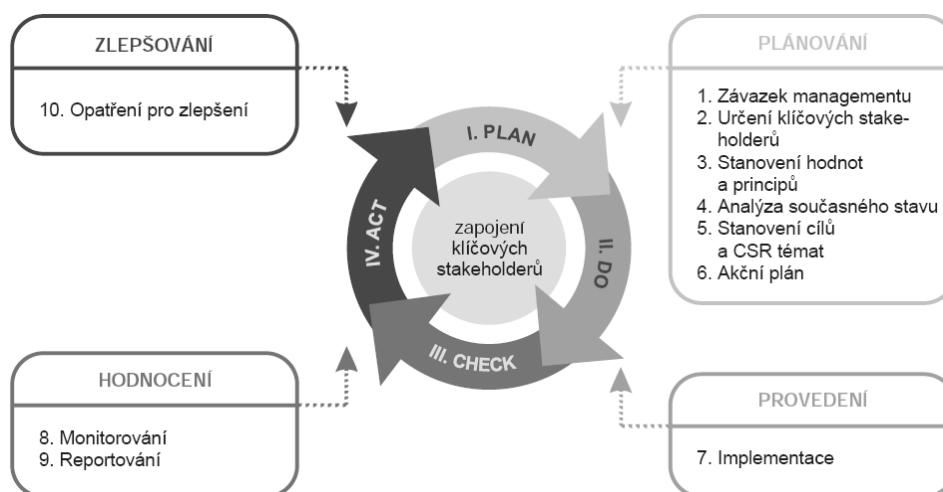 ZLEPŠOVÁNÍ
10. Opatření pro zlepšení
PLÁNOVÁNÍ
1. Závazek managementu
2. Určení klíčových stake-
holderů
3. Stanovení hodnot
a principů
4. Analýza současného stavu
5. Stanovení cílů
a CSR témat
6. Akční plán
I. PLAN
II. DO
III. CHECK
IV. ACT
zapojení
klíčových
stakeholderů
HODNOCENÍ
8. Monitorování
9. Reportování
PROVEDENÍ
7. Implementace